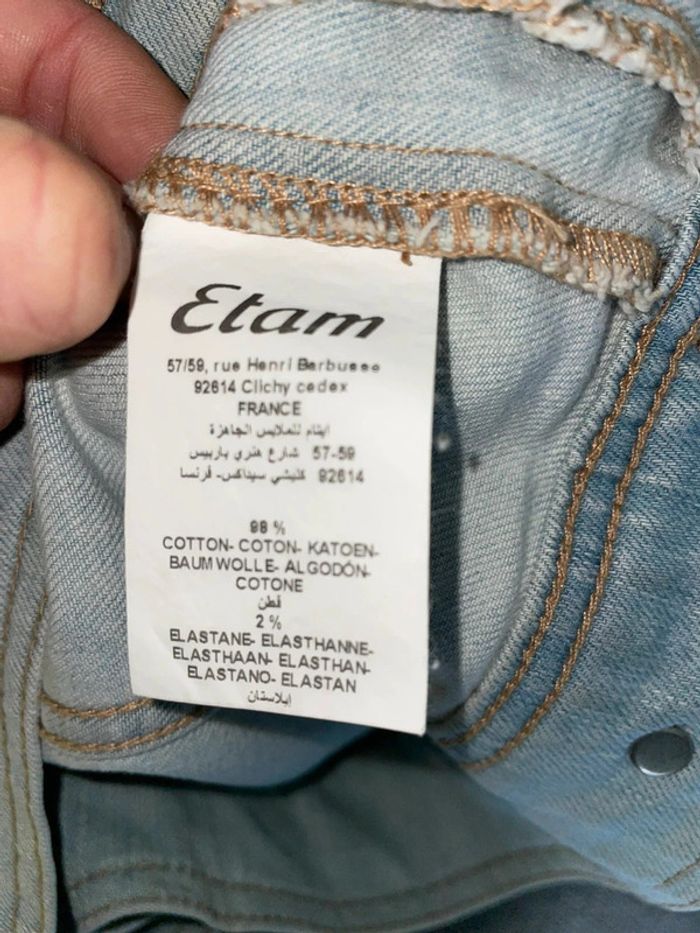 Etam
57/59, rue Henri Barbusse
92614 Clichy cedex
FRANCE
ايتام للملابس الجاهزة
57-59 شارع هنري باربيس
92614 كليشي سيداكس- فرنسا
98 %
COTTON- COTON- KATOEN-
BAUMWOLLE- ALGODÓN-
COTONE
قطن
2 %
ELASTANE- ELASTHANNE-
ELASTHAAN- ELASTHAN-
ELASTANO- ELASTAN
إيلاستان